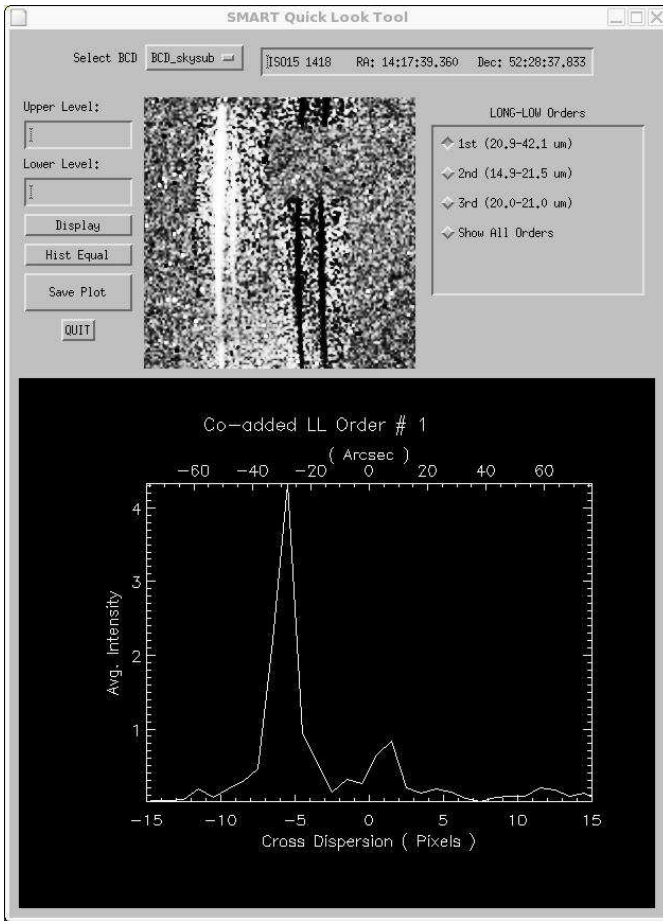 SMART Quick Look Tool
Select BCD BCD_skysub ISO15 1418 RA: 14:17:39.360 Dec: 52:28:37.833
Upper Level:
Lower Level:
Display
Hist Equal
Save Plot
QUIT
LONG-LOW Orders
1st (20.9-42.1 um)
2nd (14.9-21.5 um)
3rd (20.0-21.0 um)
Show All Orders
Co-added LL Order # 1
( Arcsec )
-60 -40 -20 0 20 40 60
4
3
2
1
Avg. Intensity
-15 -10 -5 0 5 10 15
Cross Dispersion ( Pixels )